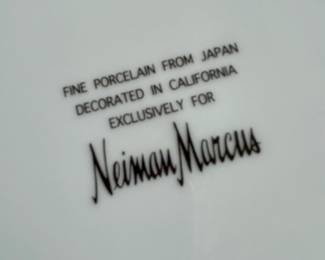 FINE PORCELAIN FROM JAPAN
DECORATED IN CALIFORNIA
EXCLUSIVELY FOR
Neiman Marcus